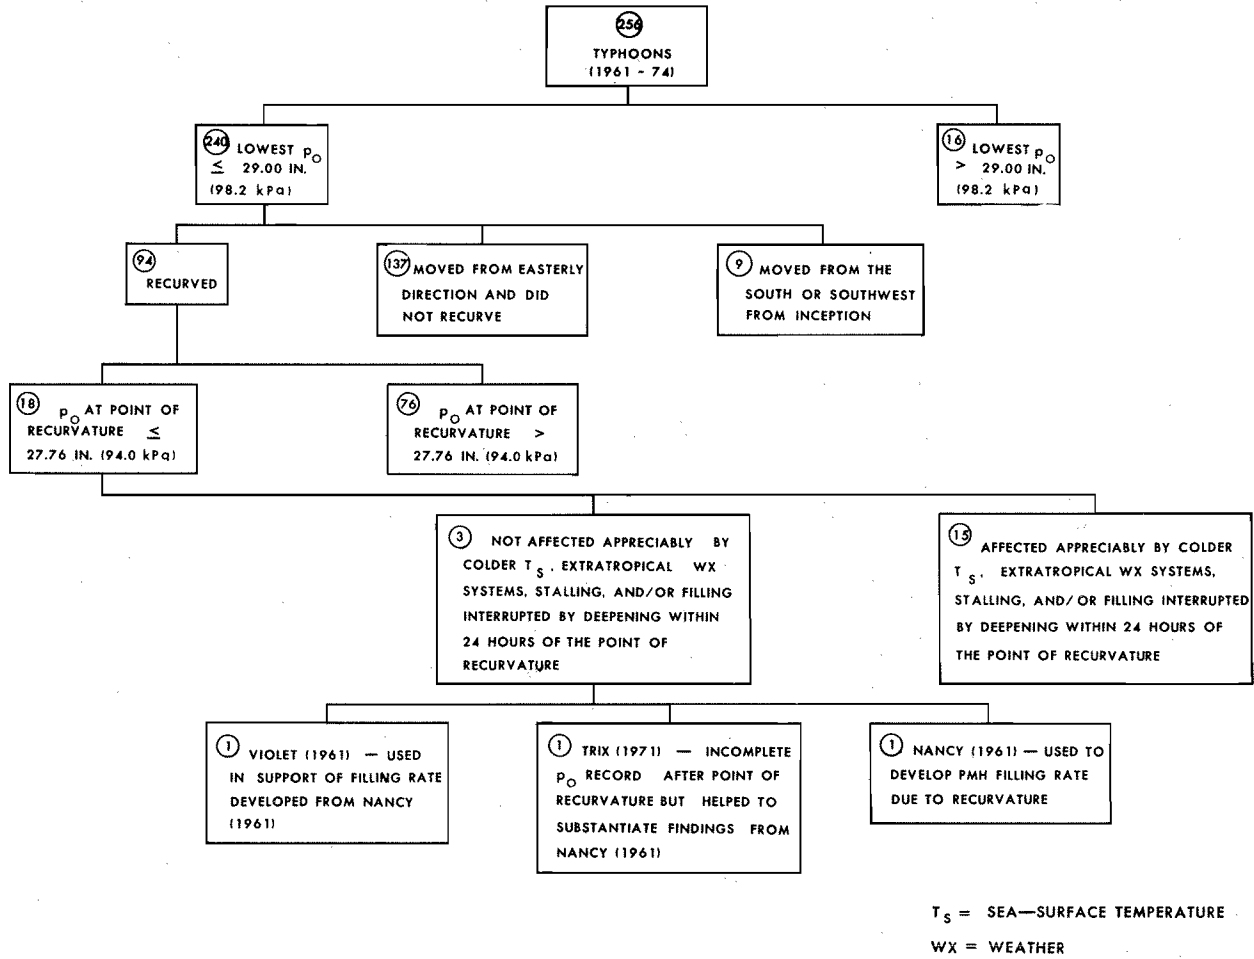 256
TYPHOONS
(1961 - 74)
240 LOWEST pO
≤ 29.00 IN.
(98.2 kPa)
16 LOWEST pO
> 29.00 IN.
(98.2 kPa)
94
RECURVED
137 MOVED FROM EASTERLY
DIRECTION AND DID
NOT RECURVE
9 MOVED FROM THE
SOUTH OR SOUTHWEST
FROM INCEPTION
18 pO AT POINT OF
RECURVATURE ≤
27.76 IN. (94.0 kPa)
76 pO AT POINT OF
RECURVATURE >
27.76 IN. (94.0 kPa)
3 NOT AFFECTED APPRECIABLY BY
COLDER TS, EXTRATROPICAL WX
SYSTEMS, STALLING, AND/OR FILLING
INTERRUPTED BY DEEPENING WITHIN
24 HOURS OF THE POINT OF
RECURVATURE
15 AFFECTED APPRECIABLY BY COLDER
TS, EXTRATROPICAL WX SYSTEMS,
STALLING, AND/OR FILLING INTERRUPTED
BY DEEPENING WITHIN 24 HOURS OF
THE POINT OF RECURVATURE
1 VIOLET (1961) — USED
IN SUPPORT OF FILLING RATE
DEVELOPED FROM NANCY
(1961)
1 TRIX (1971) — INCOMPLETE
pO RECORD AFTER POINT OF
RECURVATURE BUT HELPED TO
SUBSTANTIATE FINDINGS FROM
NANCY (1961)
1 NANCY (1961) — USED TO
DEVELOP PMH FILLING RATE
DUE TO RECURVATURE
TS = SEA—SURFACE TEMPERATURE
WX = WEATHER